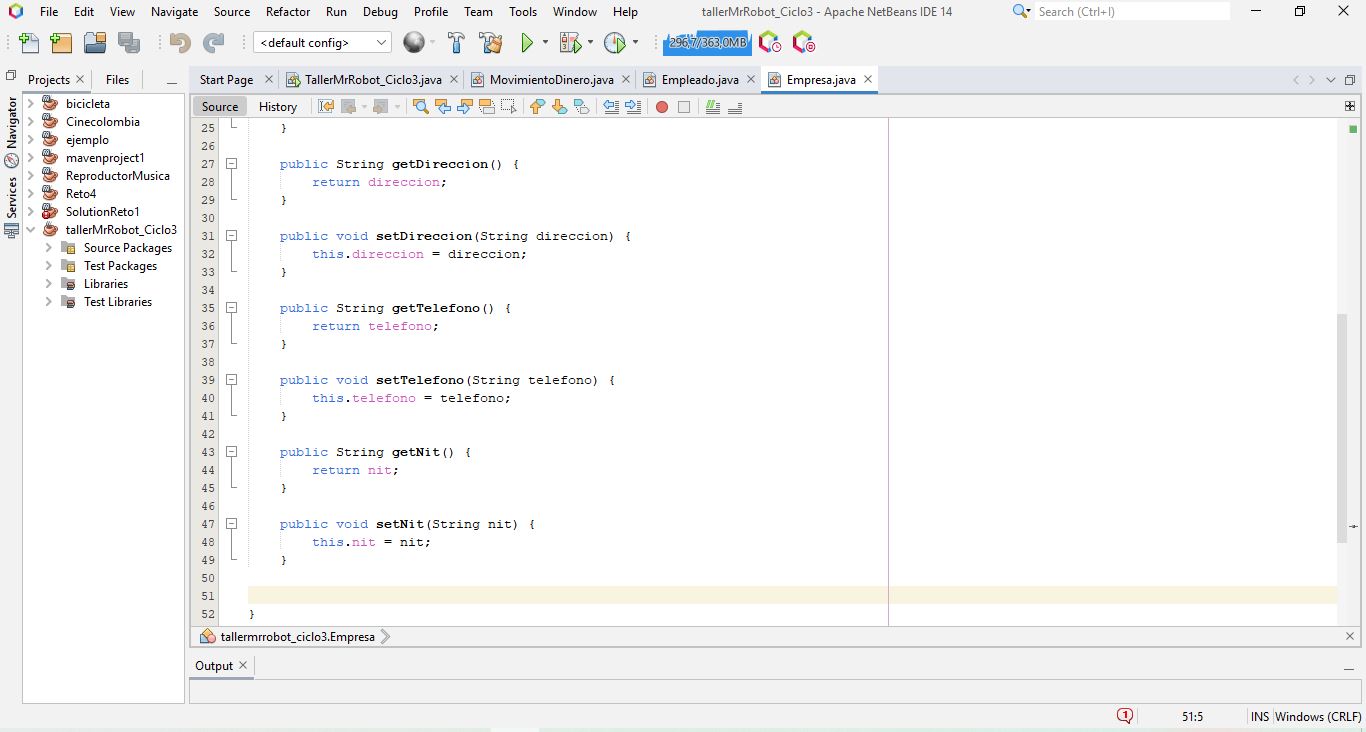 File Edit View Navigate Source Refactor Run Debug Profile Team Tools Window Help
tallerMrRobot_Ciclo3 - Apache NetBeans IDE 14
Search (Ctrl+I)
<default config>
296,7/363,0MB
Projects
Files
Start Page
TallerMrRobot_Ciclo3.java
MovimientoDinero.java
Empleado.java
Empresa.java
Navigator
Services
bicicleta
Cinecolombia
ejemplo
mavenproject1
ReproductorMusica
Reto4
SolutionReto1
tallerMrRobot_Ciclo3
Source Packages
Test Packages
Libraries
Test Libraries
Source History
25 }
26
27 public String getDireccion() {
28 return direccion;
29 }
30
31 public void setDireccion(String direccion) {
32 this.direccion = direccion;
33 }
34
35 public String getTelefono() {
36 return telefono;
37 }
38
39 public void setTelefono(String telefono) {
40 this.telefono = telefono;
41 }
42
43 public String getNit() {
44 return nit;
45 }
46
47 public void setNit(String nit) {
48 this.nit = nit;
49 }
50
51
52 }
tallermrrobot_ciclo3.Empresa
Output
1
51:5
INS
Windows (CRLF)